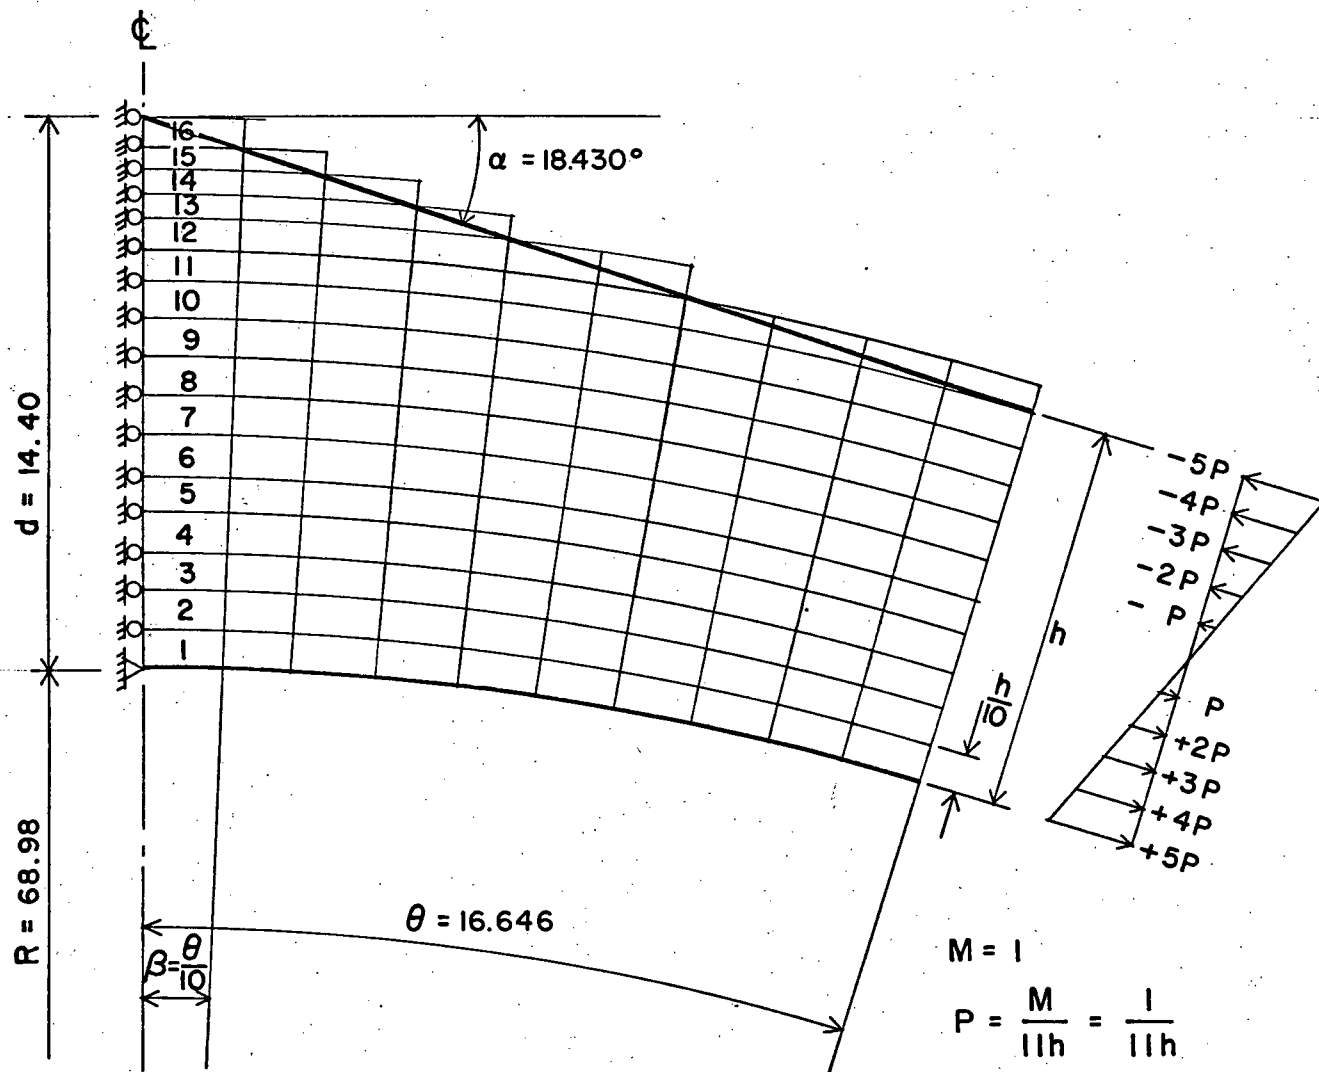 ℄
16
15
14
13
12
11
10
9
8
7
6
5
4
3
2
1
α = 18.430°
d = 14.40
R = 68.98
θ = 16.646
β = θ/10
h
h/10
-5P
-4P
-3P
-2P
- P
P
+2P
+3P
+4P
+5P
M = 1
P = M/11h = 1/11h